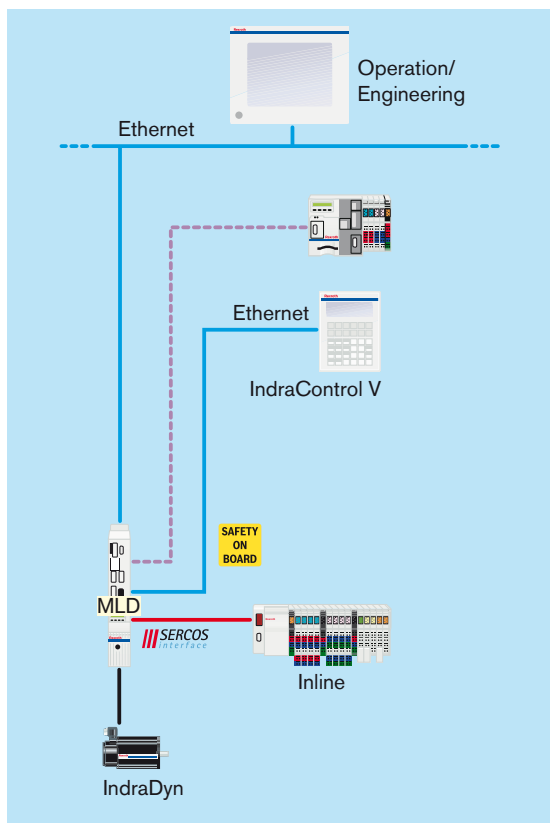 Operation/
Engineering
Ethernet
Ethernet
IndraControl V
SAFETY
ON
BOARD
MLD
SERCOS
interface
Inline
IndraDyn